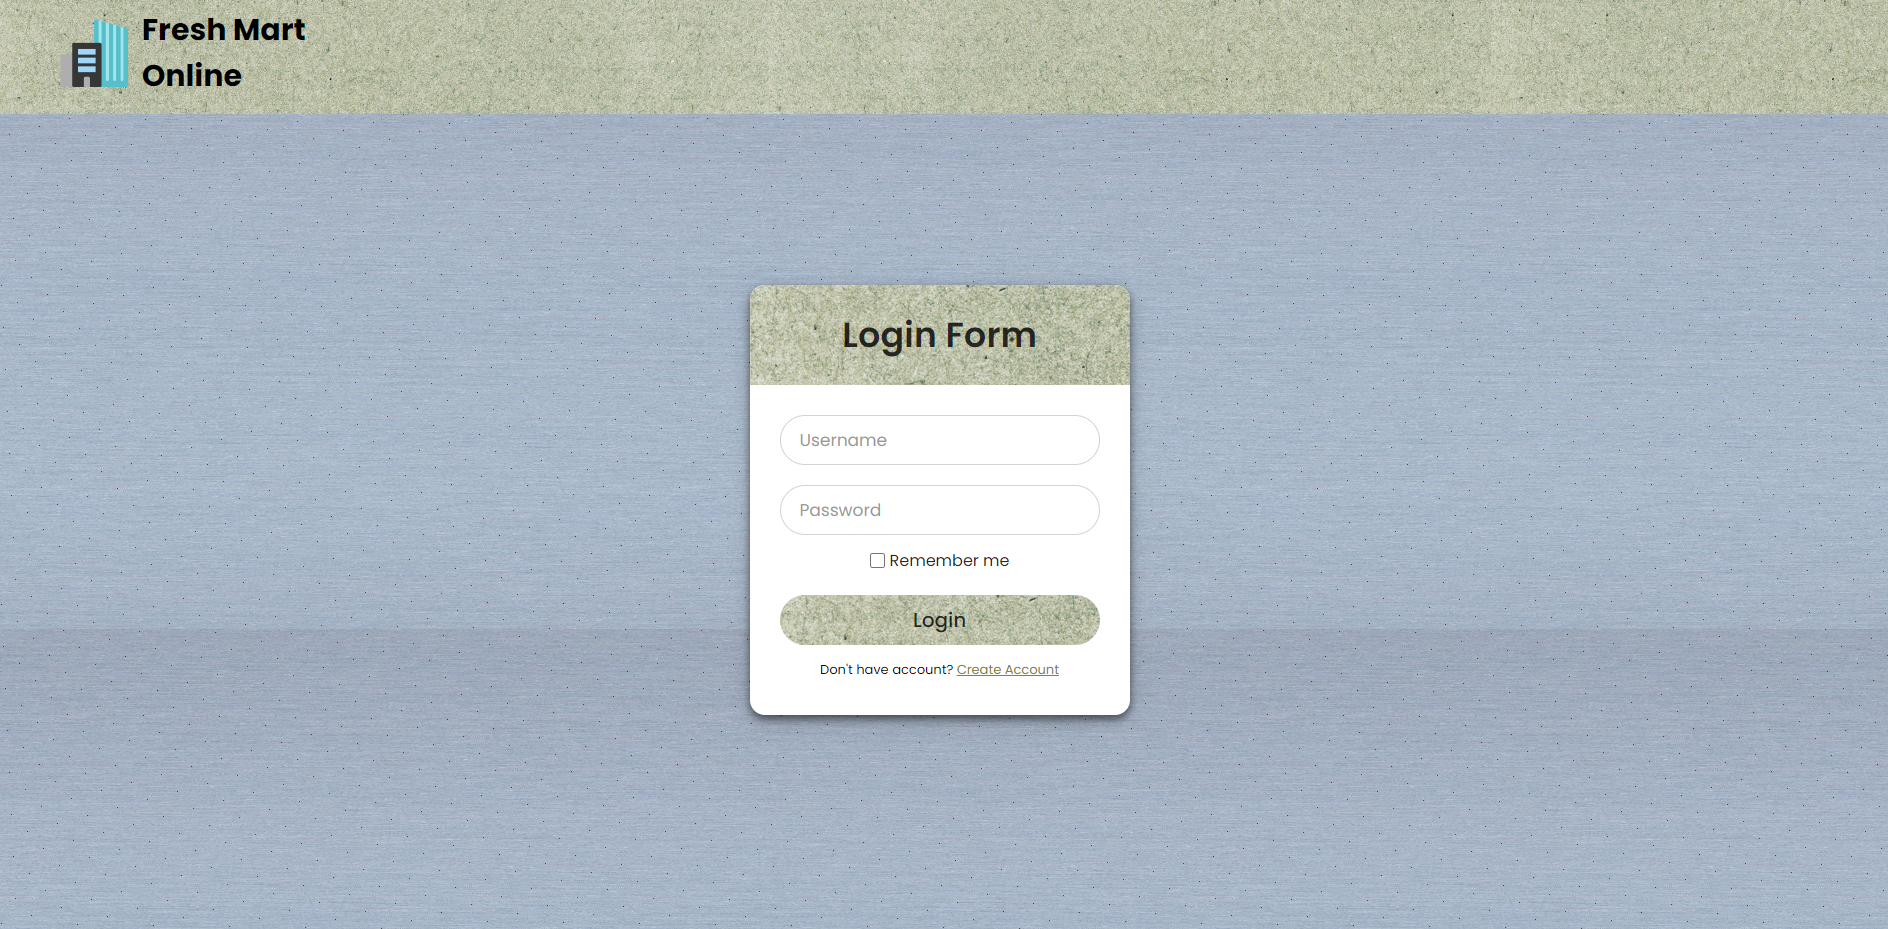 Fresh Mart
Online
Login Form
Username
Password
Remember me
Login
Don't have account? Create Account